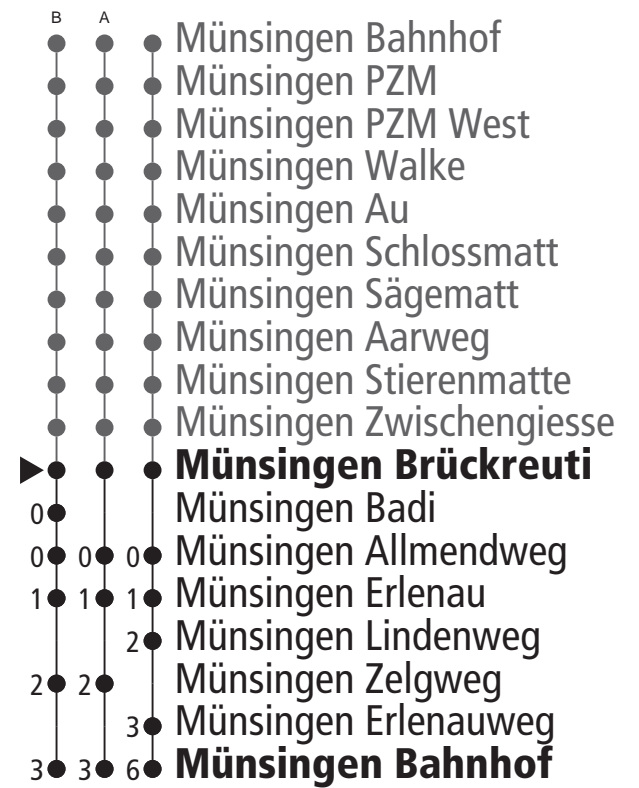 B A
Münsingen Bahnhof
Münsingen PZM
Münsingen PZM West
Münsingen Walke
Münsingen Au
Münsingen Schlossmatt
Münsingen Sägematt
Münsingen Aarweg
Münsingen Stierenmatte
Münsingen Zwischengiesse
Münsingen Brückreuti
0 Münsingen Badi
0 0 0 Münsingen Allmendweg
1 1 1 Münsingen Erlenau
2 Münsingen Lindenweg
2 2 Münsingen Zelgweg
3 Münsingen Erlenauweg
3 3 6 Münsingen Bahnhof